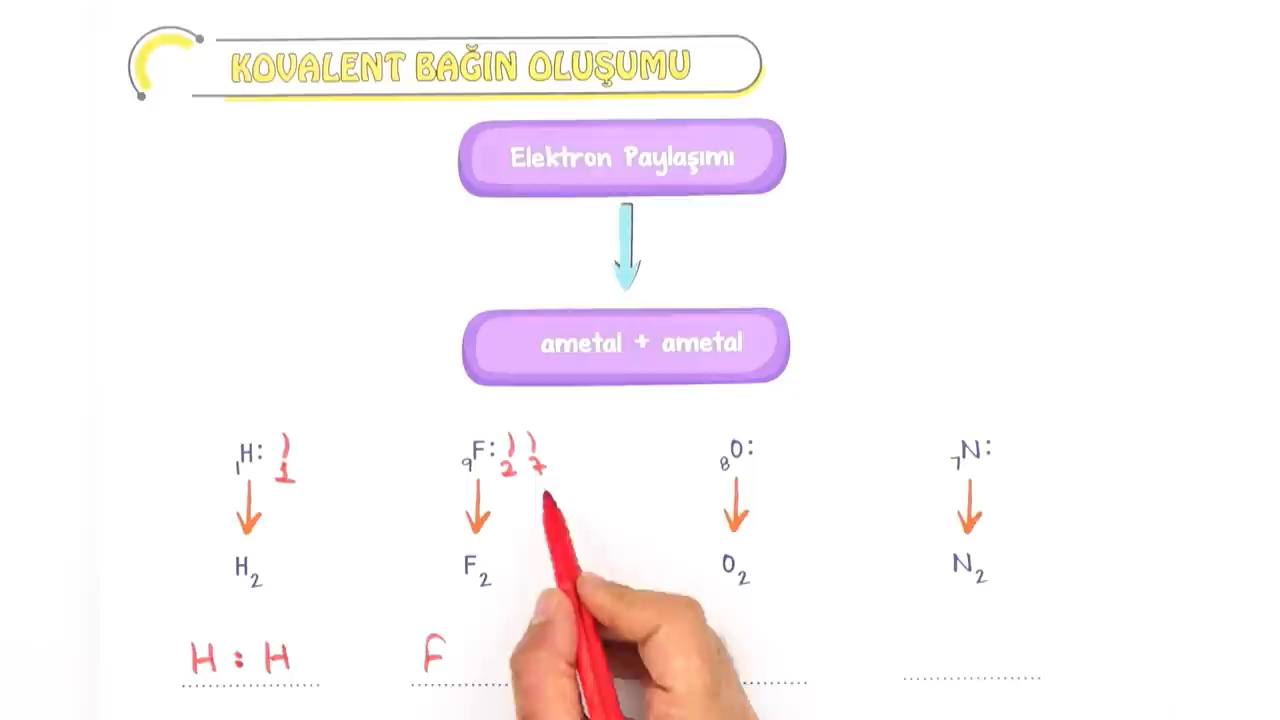 KOVALENT BAĞIN OLUŞUMU
Elektron Paylaşımı
ametal + ametal
₁H: ) ₉F: ) ) ₈O: ₇N:
1 2 7
H₂ F₂ O₂ N₂
H : H F